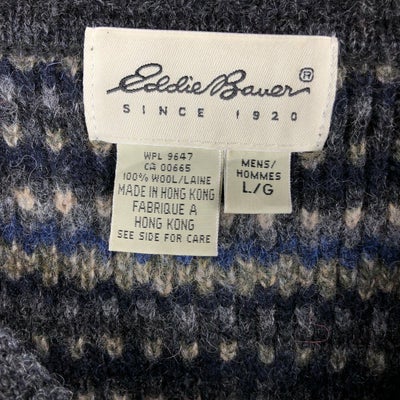 Eddie Bauer®
SINCE 1920
WPL 9647
CA 00665
100% WOOL/LAINE
MADE IN HONG KONG
FABRIQUE A
HONG KONG
SEE SIDE FOR CARE
MENS/
HOMMES
L/G